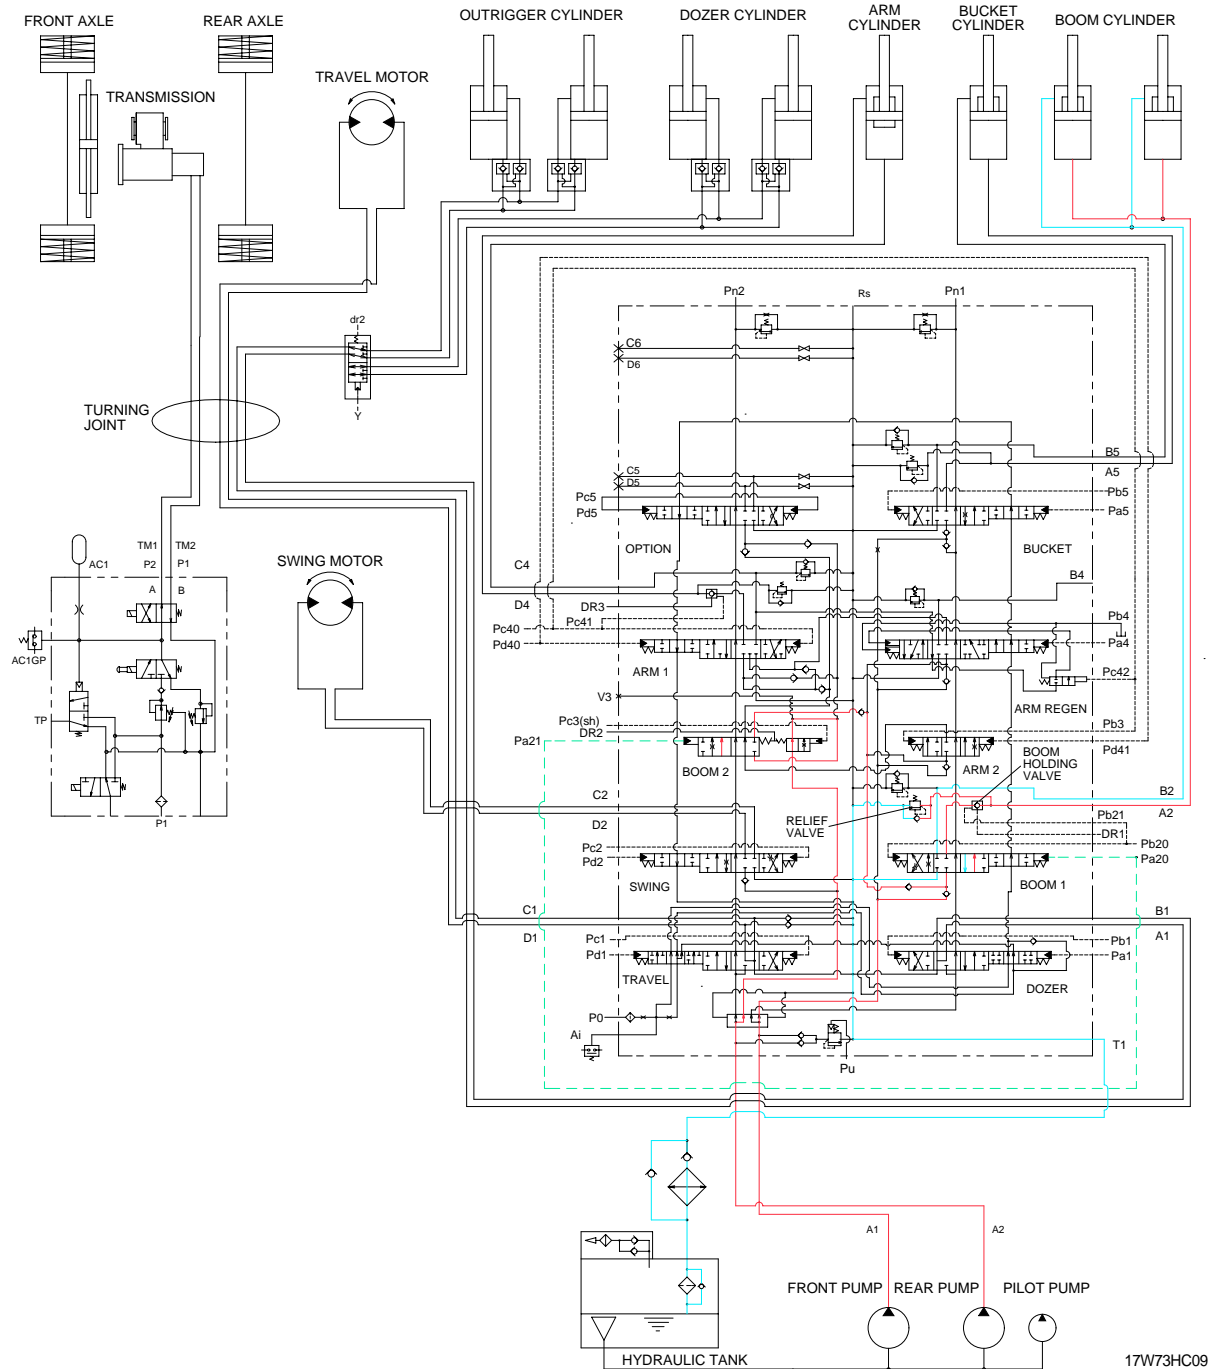 FRONT AXLE
REAR AXLE
OUTRIGGER CYLINDER
DOZER CYLINDER
ARM
CYLINDER
BUCKET
CYLINDER
BOOM CYLINDER
TRAVEL MOTOR
TRANSMISSION
Pn2
Rs
Pn1
dr2
C6
D6
Y
TURNING
JOINT
C5
D5
Pc5
Pd5
B5
A5
Pb5
Pa5
OPTION
BUCKET
TM1
TM2
P2
P1
AC1
A
B
SWING MOTOR
C4
D4
DR3
Pc41
Pc40
Pd40
B4
Pb4
Pa4
Pc42
AC1GP
ARM 1
ARM REGEN
V3
TP
Pc3(sh)
DR2
Pa21
Pb3
Pd41
BOOM 2
ARM 2
BOOM
HOLDING
VALVE
C2
B2
A2
P1
D2
RELIEF
VALVE
Pb21
DR1
Pc2
Pd2
Pb20
Pa20
SWING
BOOM 1
C1
B1
D1
A1
Pc1
Pd1
Pb1
Pa1
TRAVEL
DOZER
P0
Ai
T1
Pu
A1
A2
FRONT PUMP
REAR PUMP
PILOT PUMP
HYDRAULIC TANK
17W73HC09